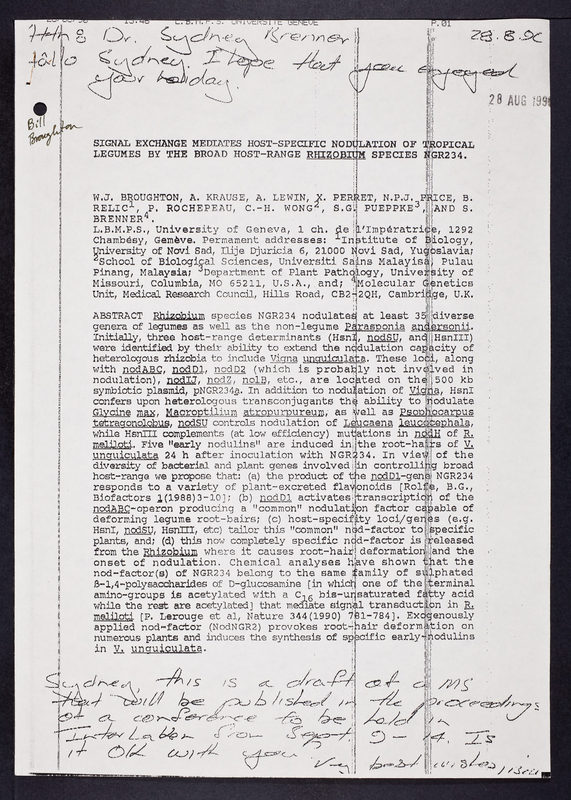 28/08/90 13:46 L.B.M.P.S. UNIVERSITE GENEVE P.01
Attn: Dr. Sydney Brenner 28.8.90
Hallo Sydney, I hope that you enjoyed
your holiday.
28 AUG 1990
Bill
Broughton
SIGNAL EXCHANGE MEDIATES HOST-SPECIFIC NODULATION OF TROPICAL
LEGUMES BY THE BROAD HOST-RANGE RHIZOBIUM SPECIES NGR234.
W.J. BROUGHTON, A. KRAUSE, A. LEWIN, X. PERRET, N.P.J. PRICE, B.
RELIC1, P. ROCHEPEAU, C.-H. WONG2, S.G. PUEPPKE3, AND S.
BRENNER4.
L.B.M.P.S., University of Geneva, 1 ch. de l'Impératrice, 1292
Chambésy, Genève. Permament addresses: 1Institute of Biology,
University of Novi Sad, Ilije Djuricia 6, 21000 Novi Sad, Yugoslavia;
2School of Biological Sciences, Universiti Sains Malayisa, Pulau
Pinang, Malaysia; 3Department of Plant Pathology, University of
Missouri, Columbia, MO 65211, U.S.A., and; 4Molecular Genetics
Unit, Medical Research Council, Hills Road, CB2-2QH, Cambridge, U.K.
ABSTRACT Rhizobium species NGR234 nodulates at least 35 diverse
genera of legumes as well as the non-legume Parasponia andersonii.
Initially, three host-range determinants (HsnI, nodSU, and HsnIII)
were identified by their ability to extend the nodulation capacity of
heterologous rhizobia to include Vigna unguiculata. These loci, along
with nodABC, nodD1, nodD2 (which is probably not involved in
nodulation), nodIJ, nodZ, nolB, etc., are located on the 500 kb
symbiotic plasmid, pNGR234a. In addition to nodulation of Vigna, HsnI
confers upon heterologous transconjugants the ability to nodulate
Glycine max, Macroptilium atropurpureum, as well as Psophocarpus
tetragonolobus, nodSU controls nodulation of Leucaena leucocephala,
while HsnIII complements (at low efficiency) mutations in nodH of R.
meliloti. Five "early nodulins" are induced in the root-hairs of V.
unguiculata 24 h after inoculation with NGR234. In view of the
diversity of bacterial and plant genes involved in controlling broad
host-range we propose that: (a) the product of the nodD1-gene NGR234
responds to a variety of plant-excreted flavonoids [Rolfe, B.G.,
Biofactors 1(1988)3-10]; (b) nodD1 activates transcription of the
nodABC-operon producing a "common" nodulation factor capable of
deforming legume root-hairs; (c) host-specifity loci/genes (e.g.
HsnI, nodSU, HsnIII, etc) tailor this "common" nod-factor to specific
plants, and; (d) this now completely specific nod-factor is released
from the Rhizobium where it causes root-hair deformation and the
onset of nodulation. Chemical analyses have shown that the
nod-factor(s) of NGR234 belong to the same family of sulphated
ß-1,4-polysaccharides of D-glucosamine [in which one of the terminal
amino-groups is acetylated with a C16 bis-unsaturated fatty acid
while the rest are acetylated] that mediate signal transduction in R.
meliloti [P. Lerouge et al, Nature 344(1990) 781-784]. Exogenously
applied nod-factor (NodNGR2) provokes root-hair deformation on
numerous plants and induces the synthesis of specific early-nodulins
in V. unguiculata.
Sydney, this is a draft of a MS
that will be published in the proceedings
of a conference to be held in
Interlaken from Sept. 9-14. Is
it OK with you.
Very best wishes,